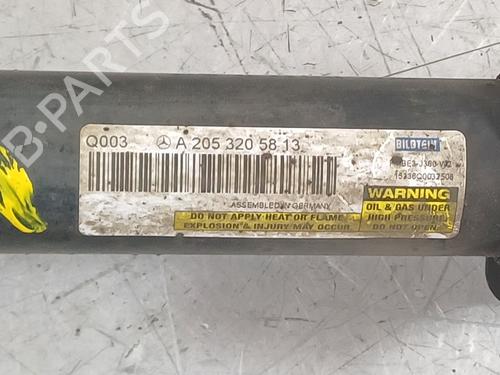 Q003 A 205 320 58 13
BILSTEIN
ASSEMBLED IN GERMANY
DO NOT APPLY HEAT OR FLAME
EXPLOSION & INJURY MAY OCCUR
WARNING
OIL & GAS UNDER
HIGH PRESSURE
DO NOT OPEN